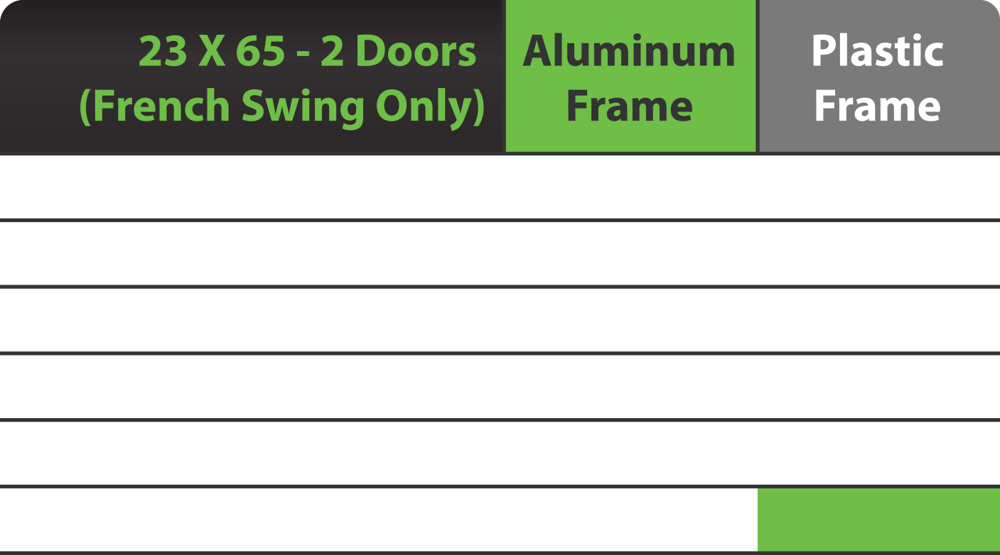 23 X 65 - 2 Doors
(French Swing Only)
Aluminum
Frame
Plastic
Frame